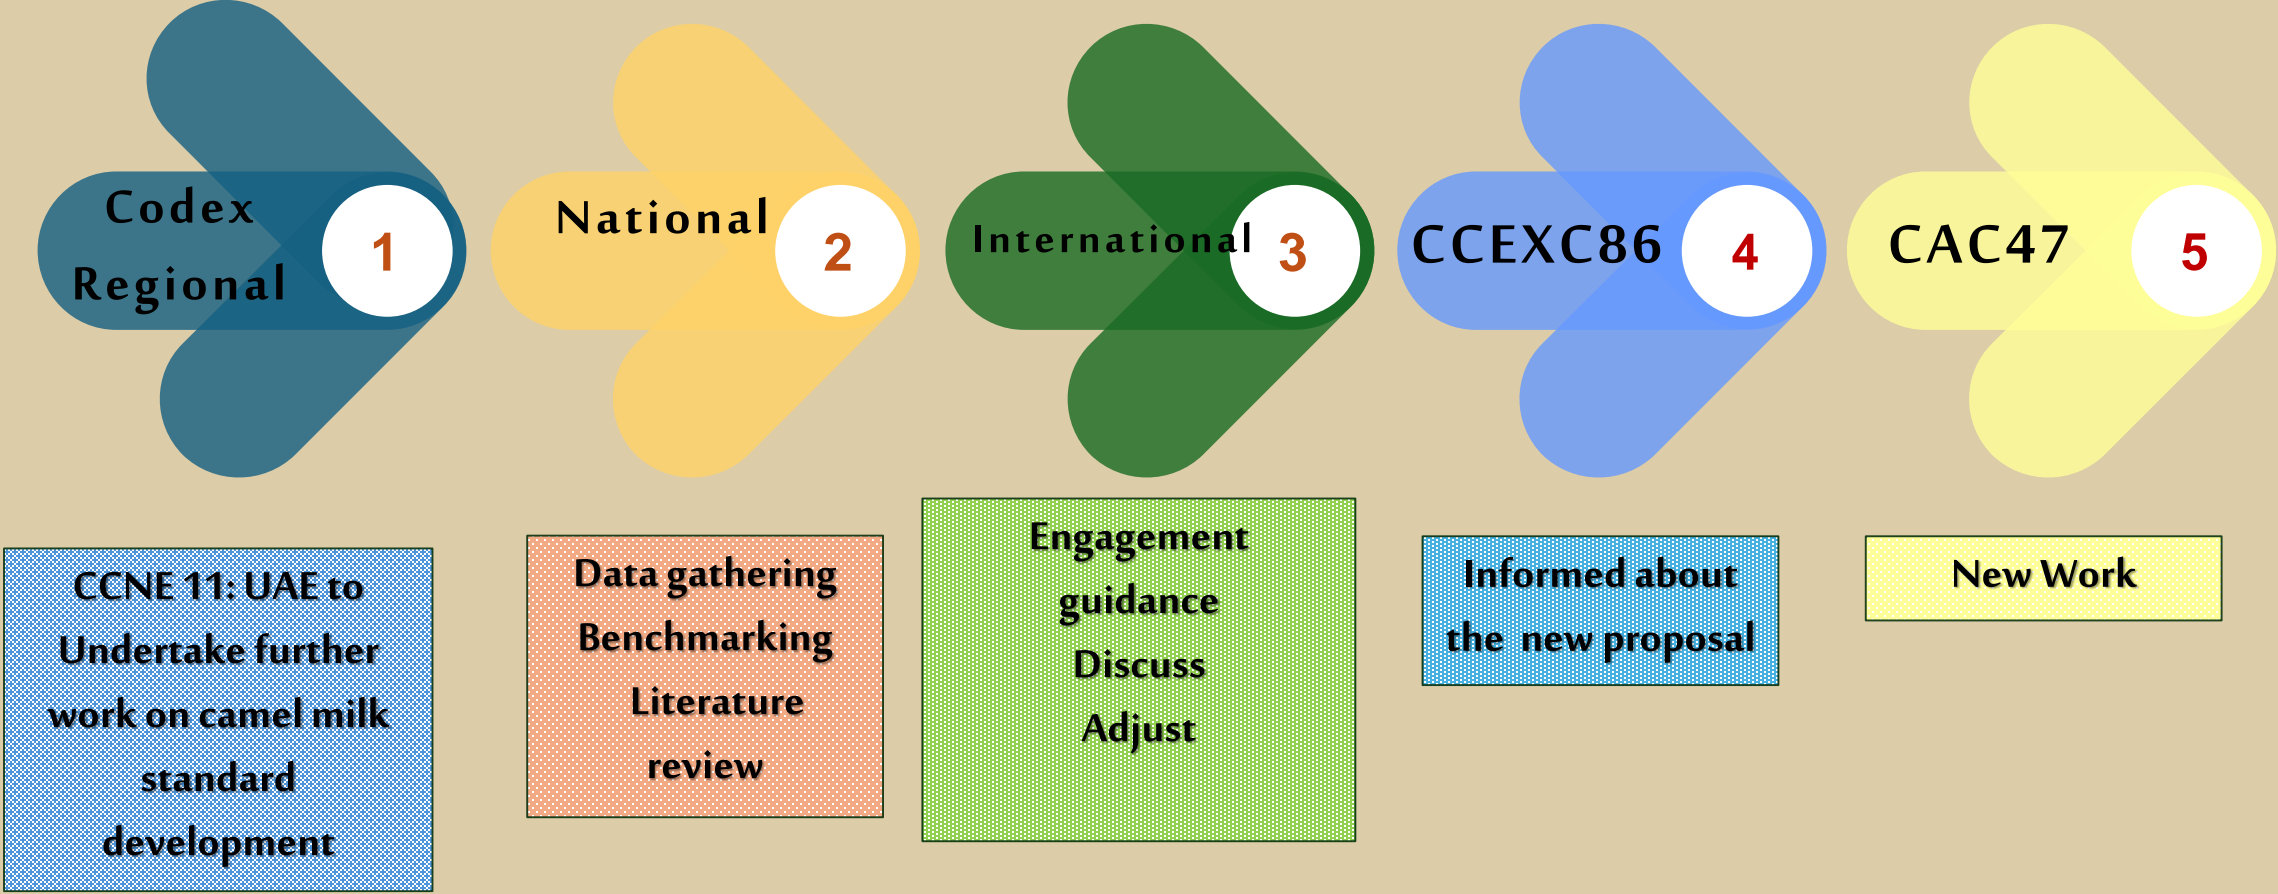 Codex
Regional
1
National
2
International
3
CCEXC86
4
CAC47
5
CCNE 11: UAE to
Undertake further
work on camel milk
standard
development
Data gathering
Benchmarking
Literature
review
Engagement
guidance
Discuss
Adjust
Informed about
the new proposal
New Work